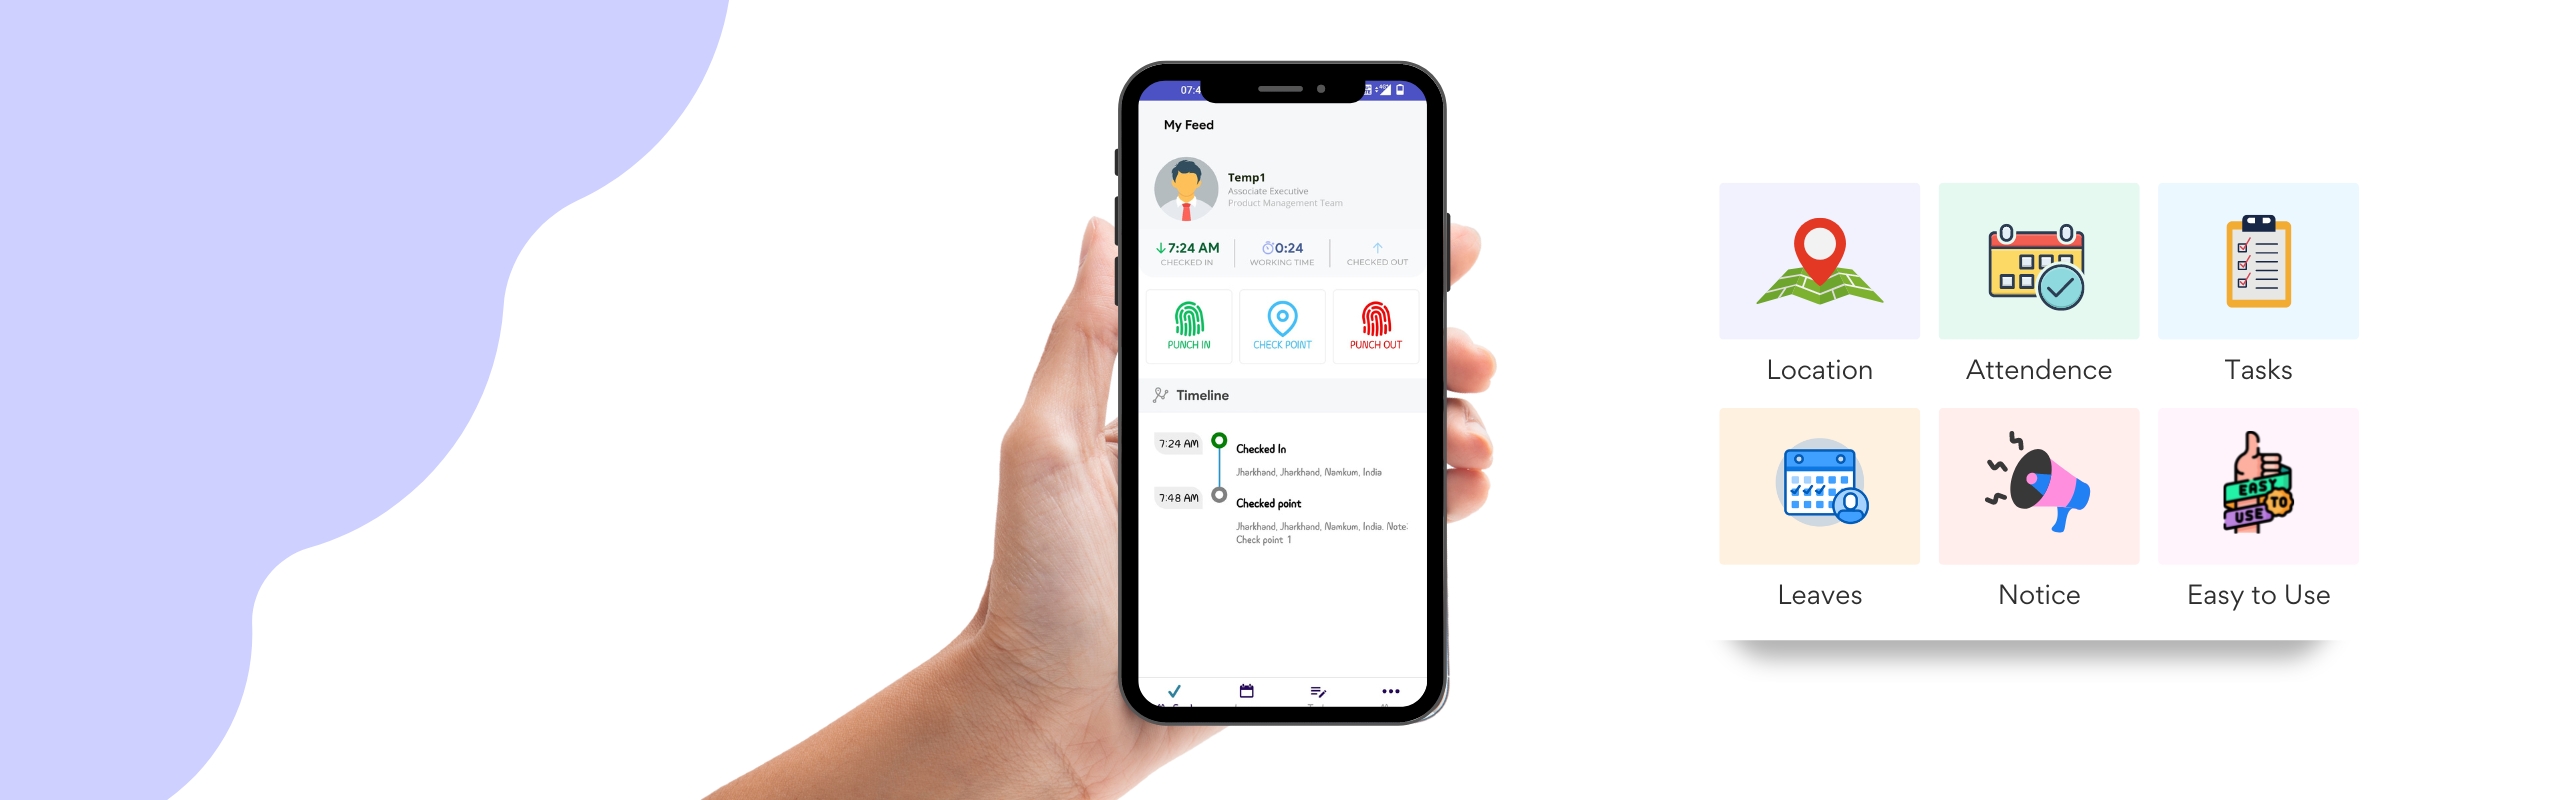 07:4
My Feed
Temp1
Associate Executive
Product Management Team
7:24 AM
CHECKED IN
0:24
WORKING TIME
CHECKED OUT
PUNCH IN
CHECK POINT
PUNCH OUT
Timeline
7:24 AM
Checked In
Jharkhand, Jharkhand, Namkum, India
7:48 AM
Checked point
Jharkhand, Jharkhand, Namkum, India. Note:
Check point 1
Location
Attendence
Tasks
EASY
TO
USE
Leaves
Notice
Easy to Use